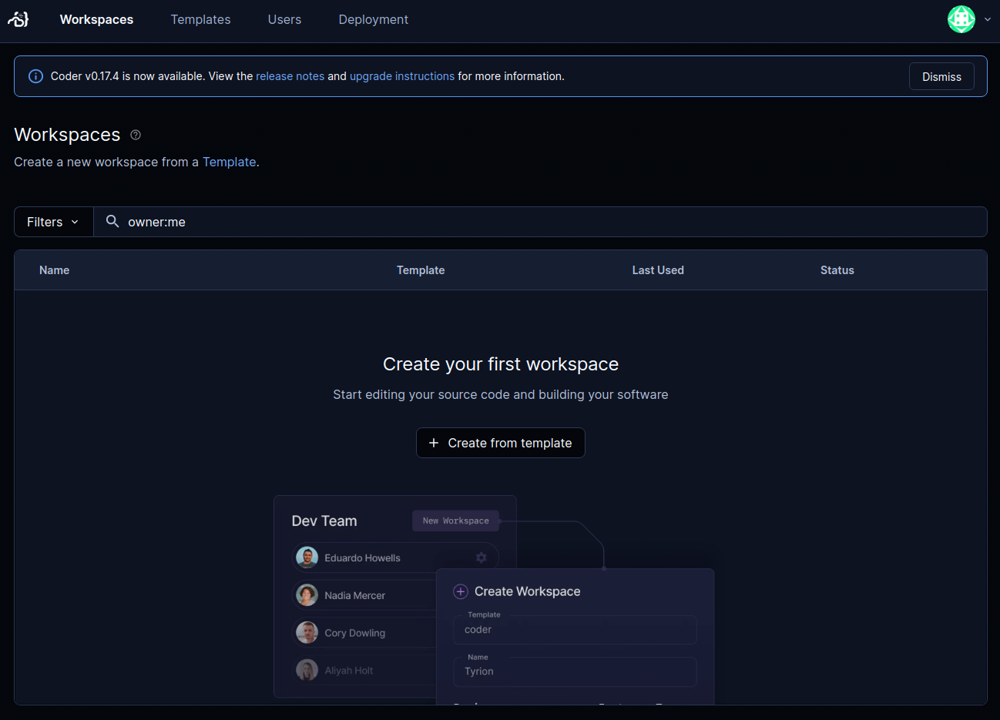 Workspaces Templates Users Deployment
Coder v0.17.4 is now available. View the release notes and upgrade instructions for more information. Dismiss
Workspaces
Create a new workspace from a Template.
Filters owner:me
Name Template Last Used Status
Create your first workspace
Start editing your source code and building your software
+ Create from template
Dev Team New Workspace
Eduardo Howells
Nadia Mercer
Cory Dowling
Aliyah Holt
Create Workspace
Template
coder
Name
Tyrion